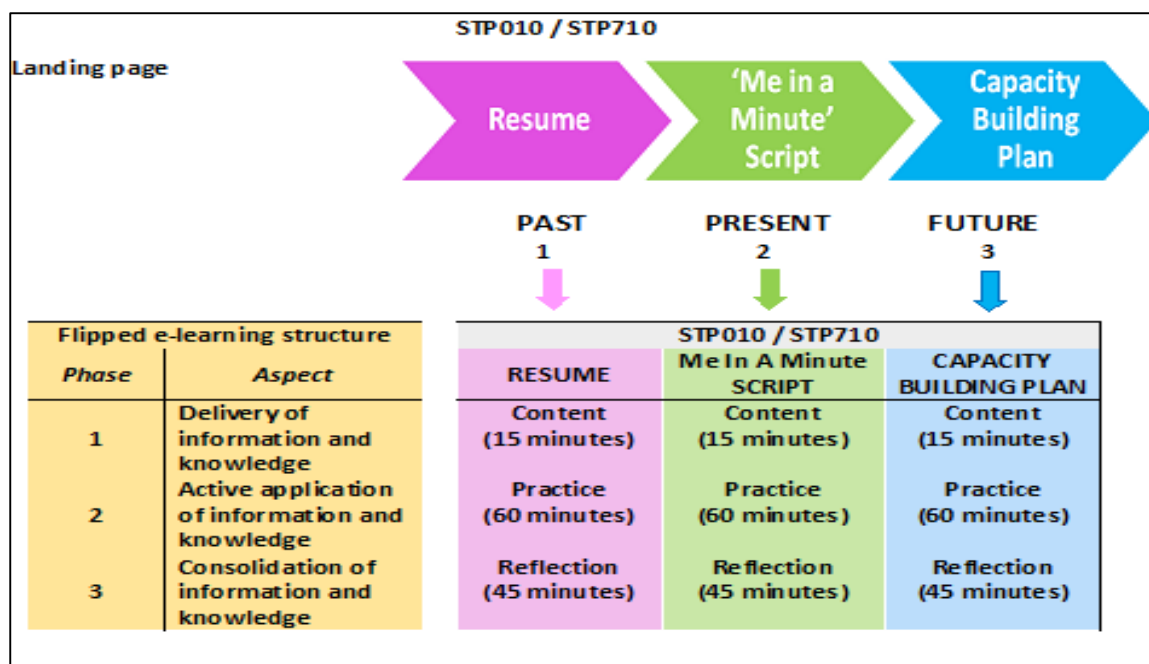 STP010 / STP710
Landing page
Resume
‘Me in a
Minute’
Script
Capacity
Building
Plan
PAST
1
PRESENT
2
FUTURE
3
Flipped e-learning structure
Phase
Aspect
STP010 / STP710
RESUME
Me In A Minute
SCRIPT
CAPACITY
BUILDING PLAN
1
Delivery of
information and
knowledge
Content
(15 minutes)
Content
(15 minutes)
Content
(15 minutes)
2
Active application
of information and
knowledge
Practice
(60 minutes)
Practice
(60 minutes)
Practice
(60 minutes)
3
Consolidation of
information and
knowledge
Reflection
(45 minutes)
Reflection
(45 minutes)
Reflection
(45 minutes)